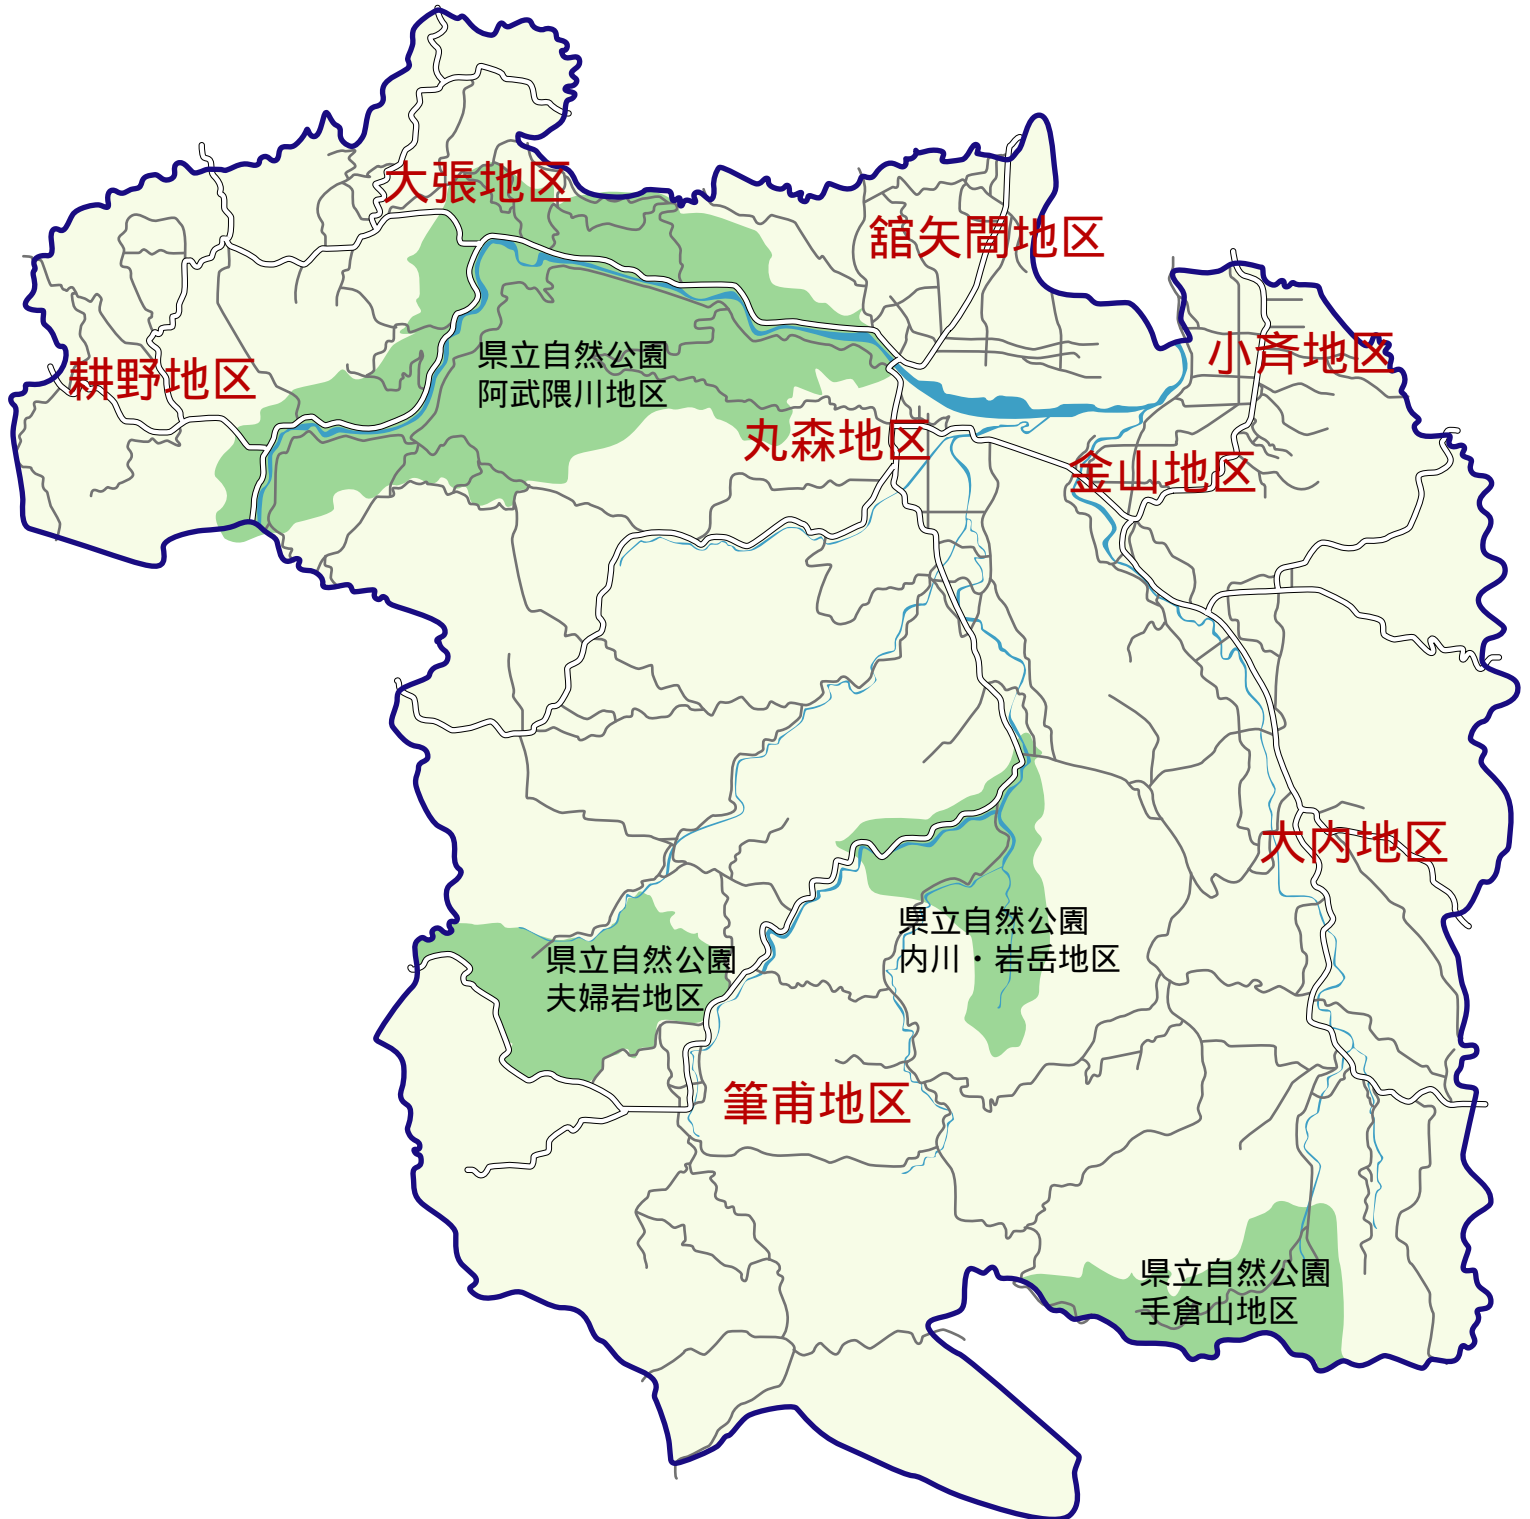 大張地区
舘矢間地区
小斉地区
耕野地区
県立自然公園
阿武隈川地区
丸森地区
金山地区
大内地区
県立自然公園
内川・岩岳地区
県立自然公園
夫婦岩地区
筆甫地区
県立自然公園
手倉山地区